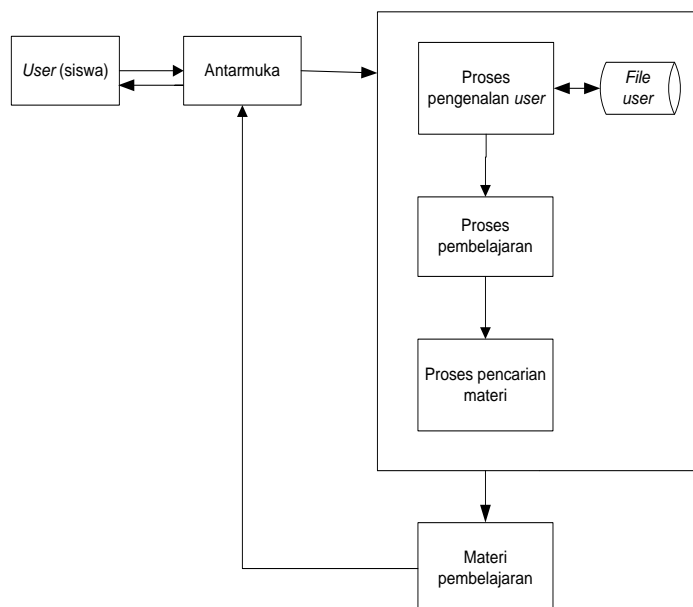 User (siswa)
Antarmuka
Proses
pengenalan user
File
user
Proses
pembelajaran
Proses pencarian
materi
Materi
pembelajaran